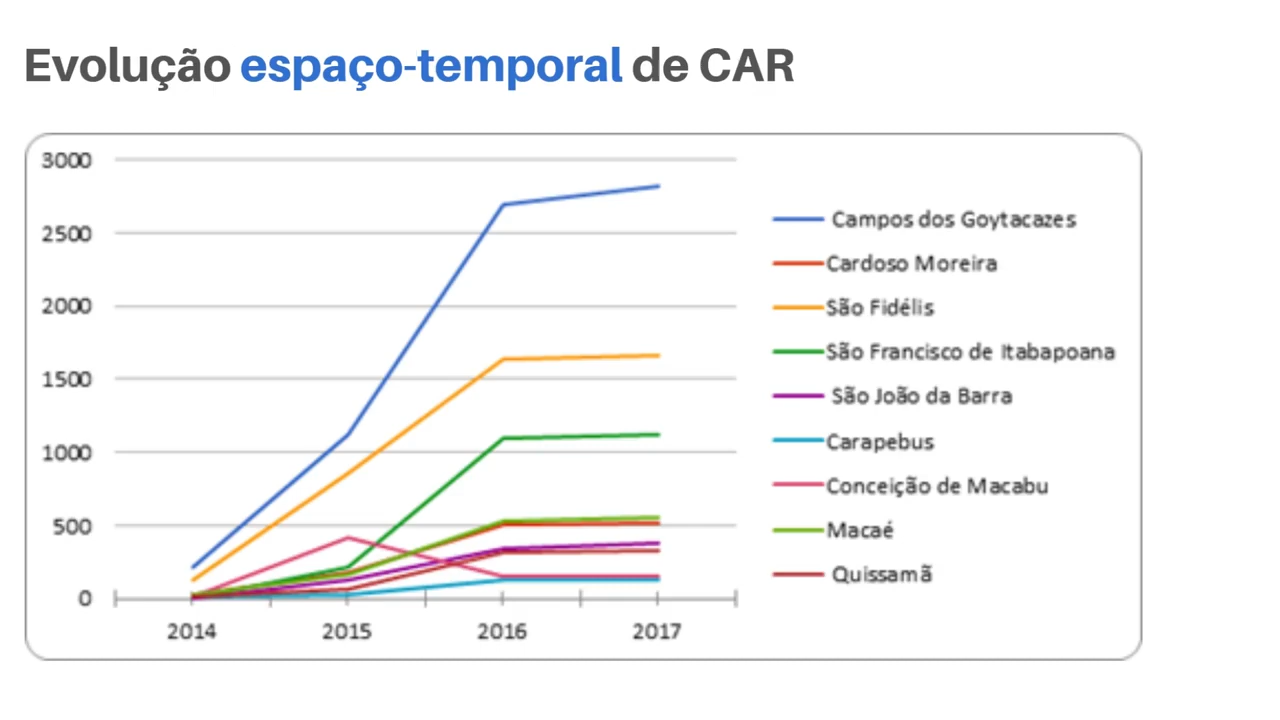 Evolução espaço-temporal de CAR
3000
2500
2000
1500
1000
500
0
2014 2015 2016 2017
Campos dos Goytacazes
Cardoso Moreira
São Fidélis
São Francisco de Itabapoana
São João da Barra
Carapebus
Conceição de Macabu
Macaé
Quissamã